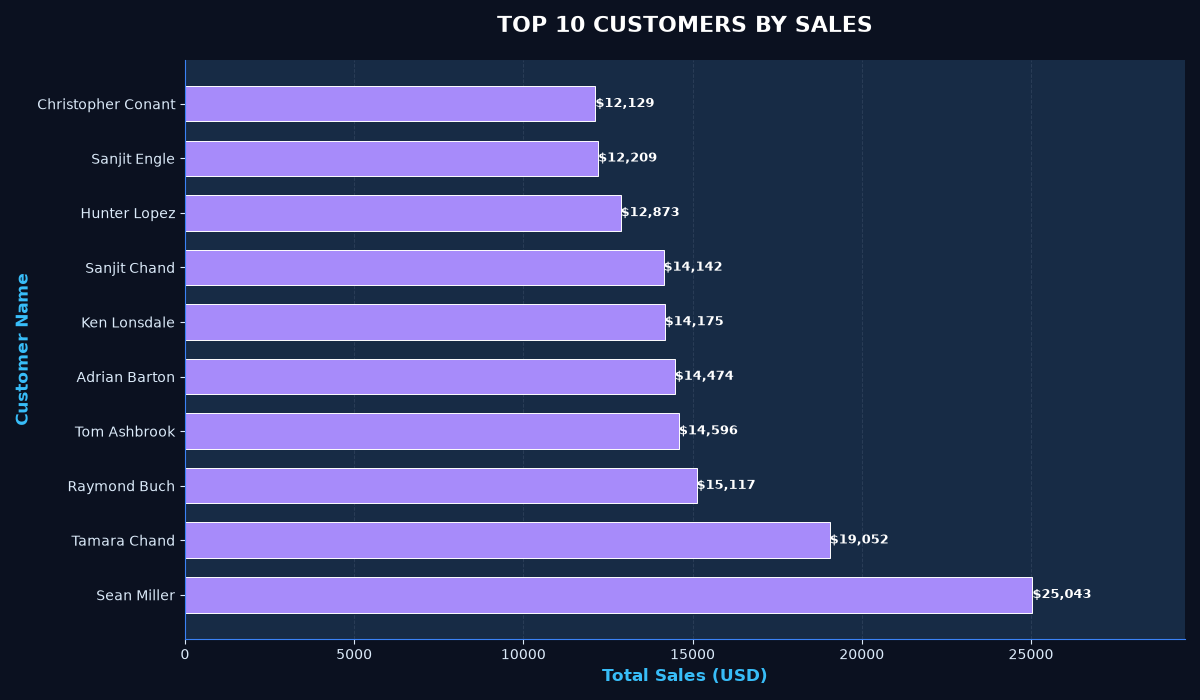 TOP 10 CUSTOMERS BY SALES
Customer Name
Christopher Conant $12,129
Sanjit Engle $12,209
Hunter Lopez $12,873
Sanjit Chand $14,142
Ken Lonsdale $14,175
Adrian Barton $14,474
Tom Ashbrook $14,596
Raymond Buch $15,117
Tamara Chand $19,052
Sean Miller $25,043
0 5000 10000 15000 20000 25000
Total Sales (USD)